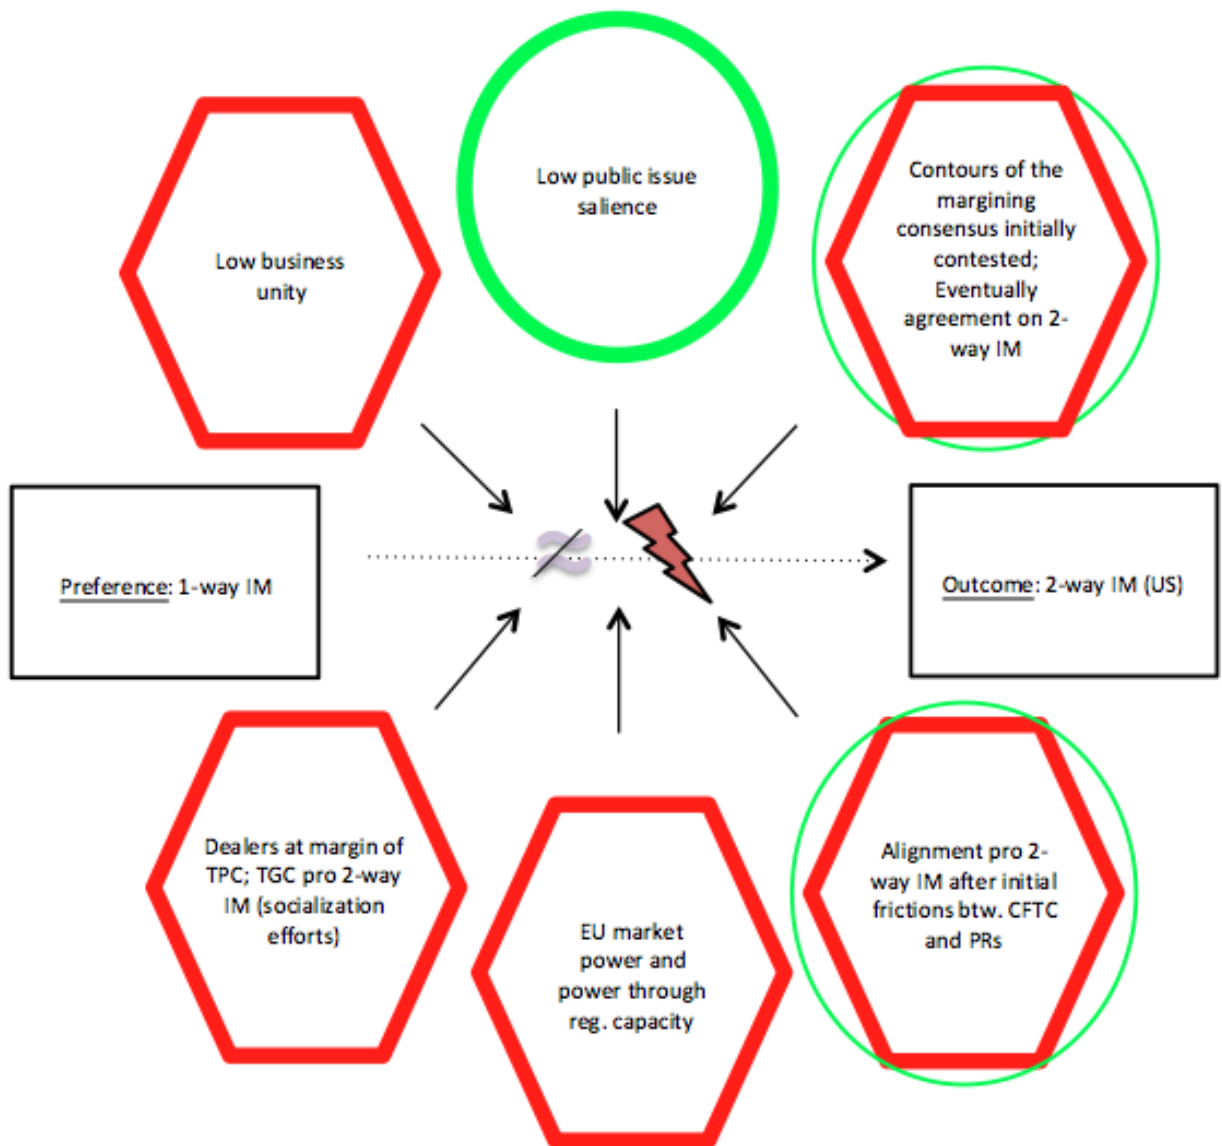 Low business
unity
Low public issue
salience
Contours of the
margining
consensus initially
contested;
Eventually
agreement on 2-
way IM
Preference: 1-way IM
Outcome: 2-way IM (US)
Dealers at margin of
TPC; TGC pro 2-way
IM (socialization
efforts)
EU market
power and
power through
reg. capacity
Alignment pro 2-
way IM after initial
frictions btw. CFTC
and PRs